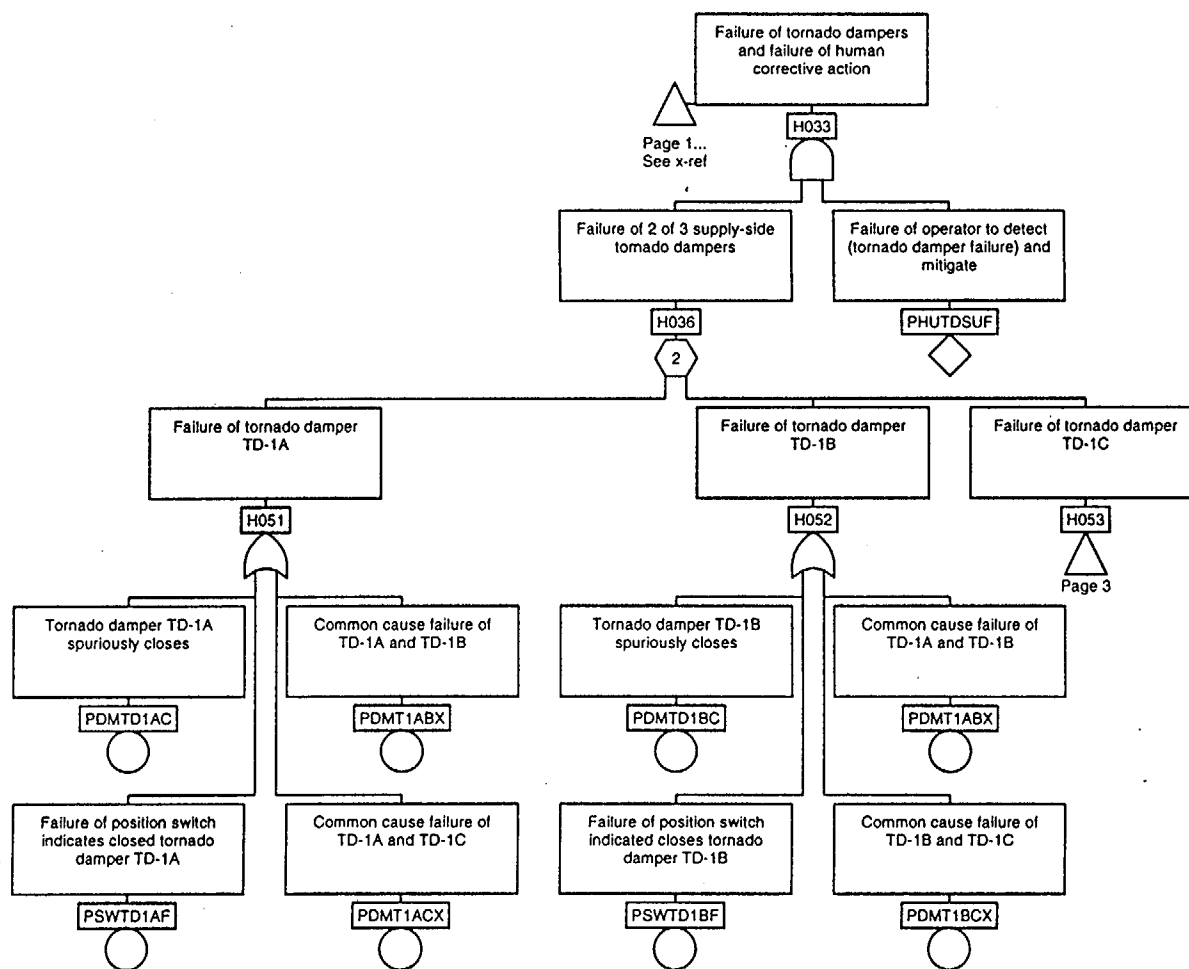 Failure of tornado dampers
and failure of human
corrective action
H033
Page 1...
See x-ref
Failure of 2 of 3 supply-side
tornado dampers
Failure of operator to detect
(tornado damper failure) and
mitigate
H036
PHUTDSUF
2
Failure of tornado damper
TD-1A
Failure of tornado damper
TD-1B
Failure of tornado damper
TD-1C
H051
H052
H053
Page 3
Tornado damper TD-1A
spuriously closes
Common cause failure of
TD-1A and TD-1B
Tornado damper TD-1B
spuriously closes
Common cause failure of
TD-1A and TD-1B
PDMTD1AC
PDMT1ABX
PDMTD1BC
PDMT1ABX
Failure of position switch
indicates closed tornado
damper TD-1A
Common cause failure of
TD-1A and TD-1C
Failure of position switch
indicated closes tornado
damper TD-1B
Common cause failure of
TD-1B and TD-1C
PSWTD1AF
PDMT1ACX
PSWTD1BF
PDMT1BCX